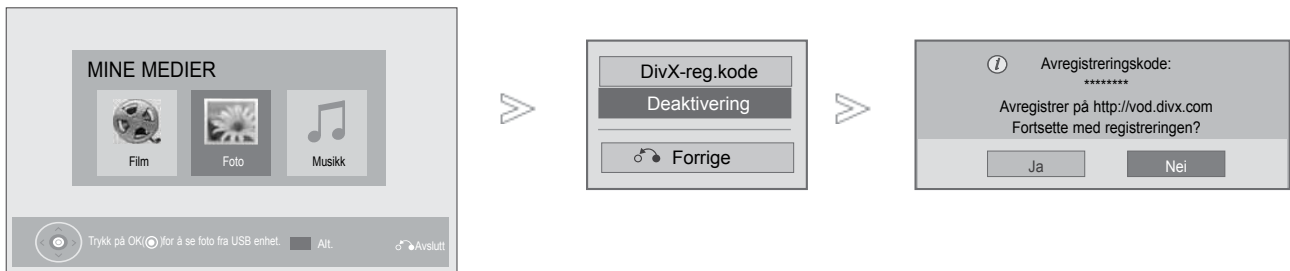 MINE MEDIER
Film
Foto
Musikk
Trykk på OK(◉)for å se foto fra USB enhet.
Alt.
Avslutt
DivX-reg.kode
Deaktivering
Forrige
Avregistreringskode:
********
Avregistrer på http://vod.divx.com
Fortsette med registreringen?
Ja
Nei